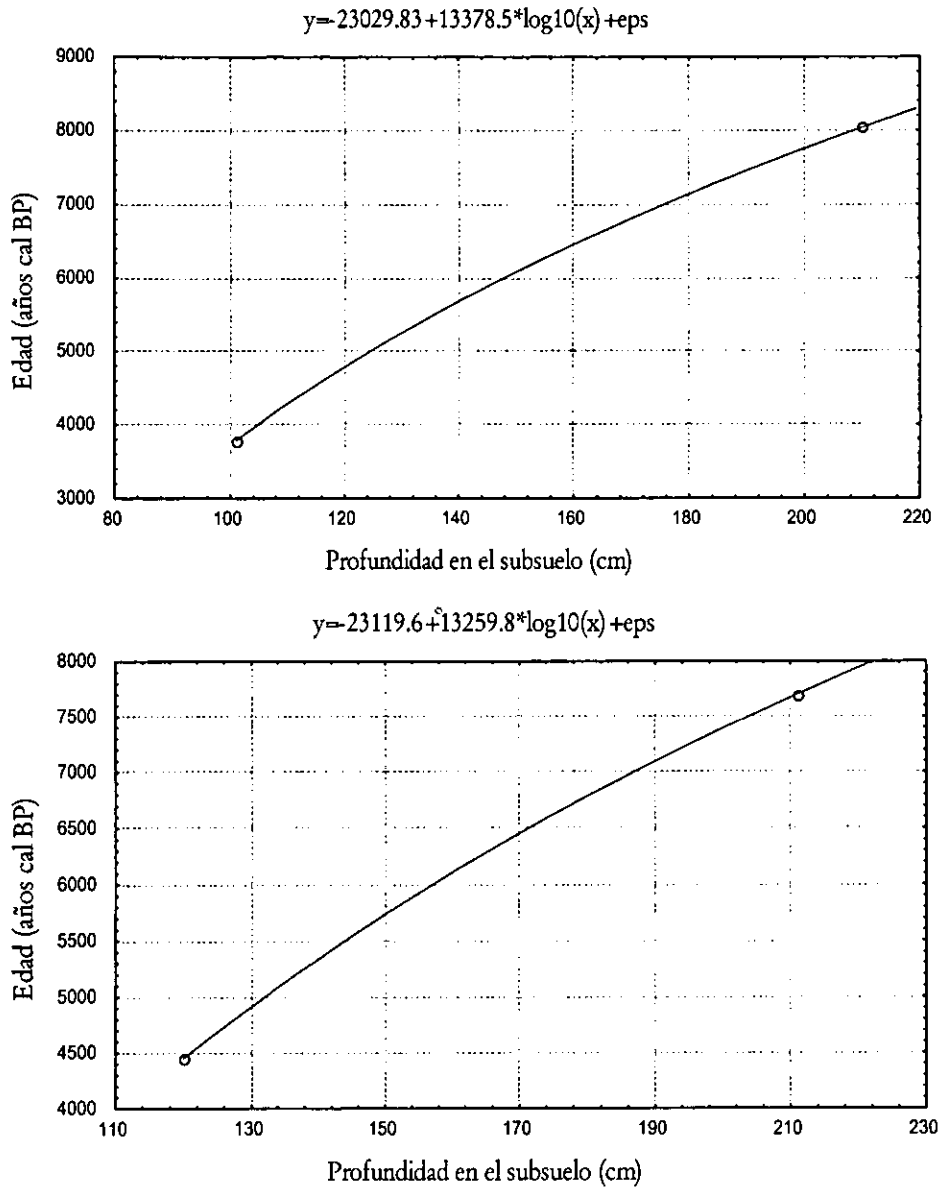 y=-23029.83+13378.5*log10(x)+eps
9000
8000
7000
6000
5000
4000
3000
Edad (años cal BP)
80 100 120 140 160 180 200 220
Profundidad en el subsuelo (cm)
y=-23119.6+13259.8*log10(x)+eps
8000
7500
7000
6500
6000
5500
5000
4500
4000
Edad (años cal BP)
110 130 150 170 190 210 230
Profundidad en el subsuelo (cm)